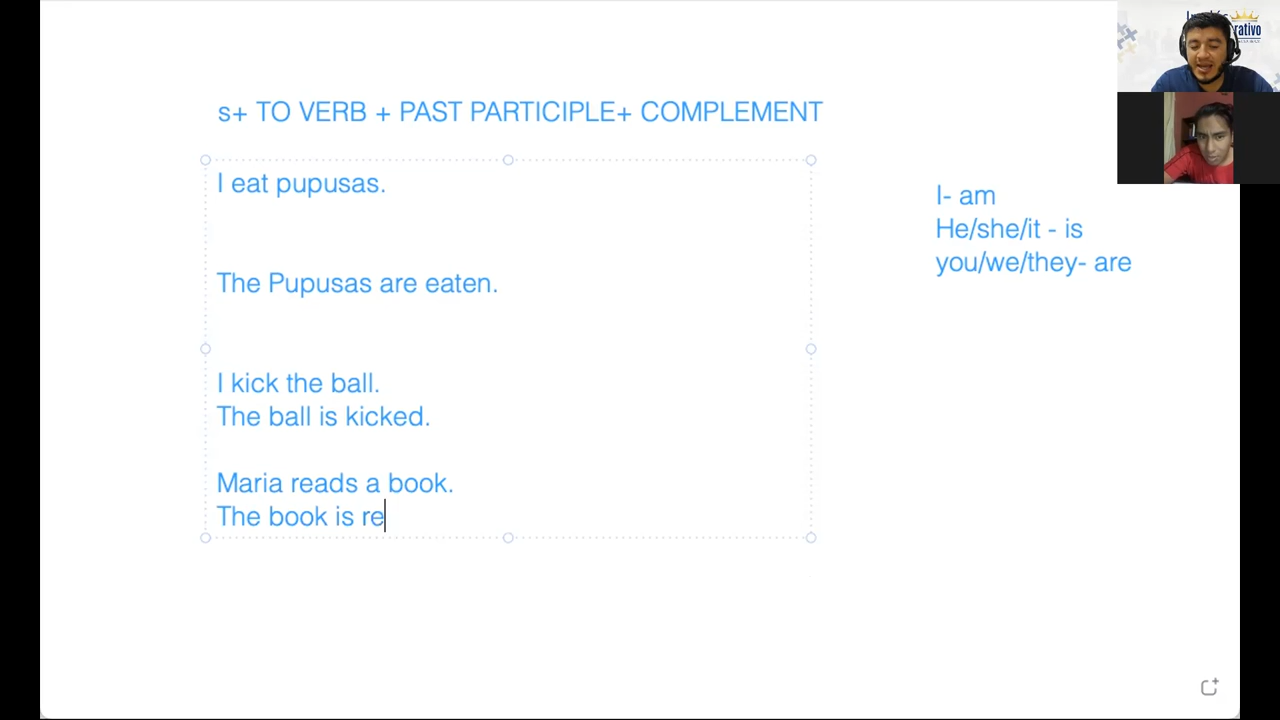 s+ TO VERB + PAST PARTICIPLE+ COMPLEMENT
I eat pupusas.
The Pupusas are eaten.
I kick the ball.
The ball is kicked.
Maria reads a book.
The book is re
I- am
He/she/it - is
you/we/they- are
rativo